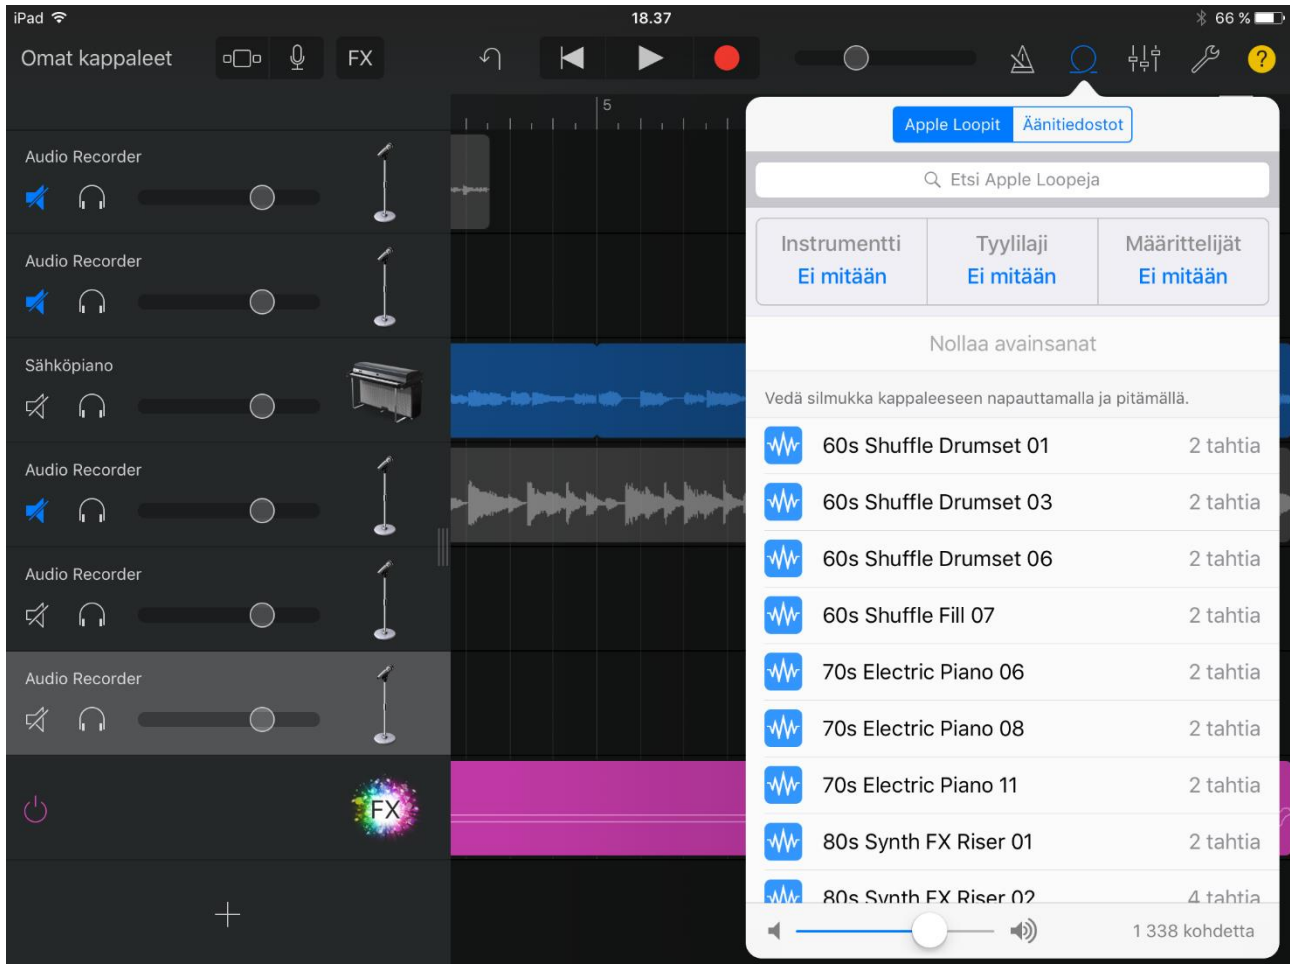 iPad 18.37 66 %
Omat kappaleet FX ?
5
Apple Loopit Äänitiedostot
Etsi Apple Loopeja
Instrumentti Tyylilaji Määrittelijät
Ei mitään Ei mitään Ei mitään
Nollaa avainsanat
Vedä silmukka kappaleeseen napauttamalla ja pitämällä.
60s Shuffle Drumset 01 2 tahtia
60s Shuffle Drumset 03 2 tahtia
60s Shuffle Drumset 06 2 tahtia
60s Shuffle Fill 07 2 tahtia
70s Electric Piano 06 2 tahtia
70s Electric Piano 08 2 tahtia
70s Electric Piano 11 2 tahtia
80s Synth FX Riser 01 2 tahtia
80s Synth FX Riser 02 4 tahtia
1 338 kohdetta
Audio Recorder
Audio Recorder
Sähköpiano
Audio Recorder
Audio Recorder
Audio Recorder
FX